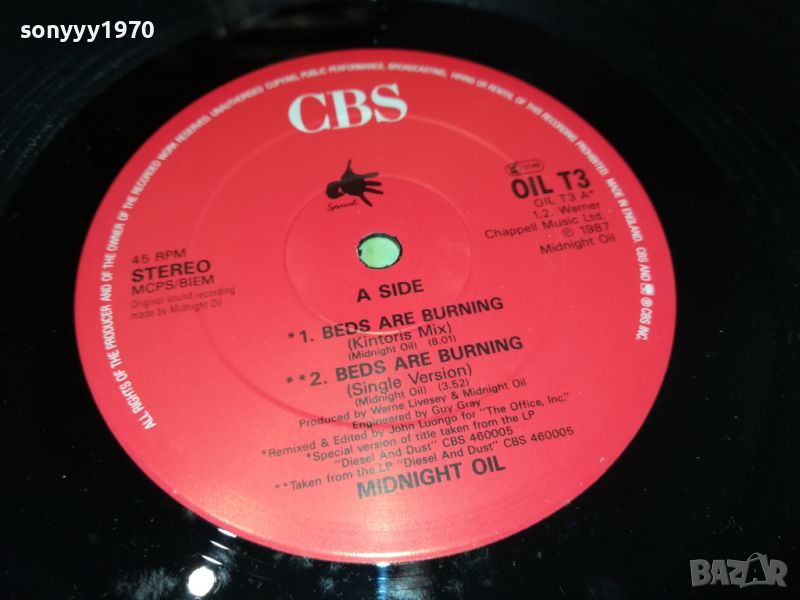 sonyyy1970
ALL RIGHTS OF THE PRODUCER AND OF THE OWNER OF THE RECORDED WORK RESERVED. UNAUTHORISED COPYING, PUBLIC PERFORMANCE, BROADCASTING, HIRING OR RENTAL OF THIS RECORDING PROHIBITED. MADE IN ENGLAND. CBS AND ® CBS INC.
CBS
Sprint
OIL T3
OIL T3 A*
1,2. Warner
Chappell Music Ltd.
℗ 1987
Midnight Oil
45 RPM
STEREO
MCPS/BIEM
Original sound recording
made by Midnight Oil
A SIDE
*1. BEDS ARE BURNING
(Kintoris Mix)
(Midnight Oil) (8.01)
**2. BEDS ARE BURNING
(Single Version)
(Midnight Oil) (3.52)
Produced by Warne Livesey & Midnight Oil
Engineered by Guy Gray
*Remixed & Edited by John Luongo for "The Office, Inc."
*Special version of title taken from the LP
"Diesel And Dust" CBS 460005
**Taken from the LP "Diesel And Dust" CBS 460005
MIDNIGHT OIL
BAZAR